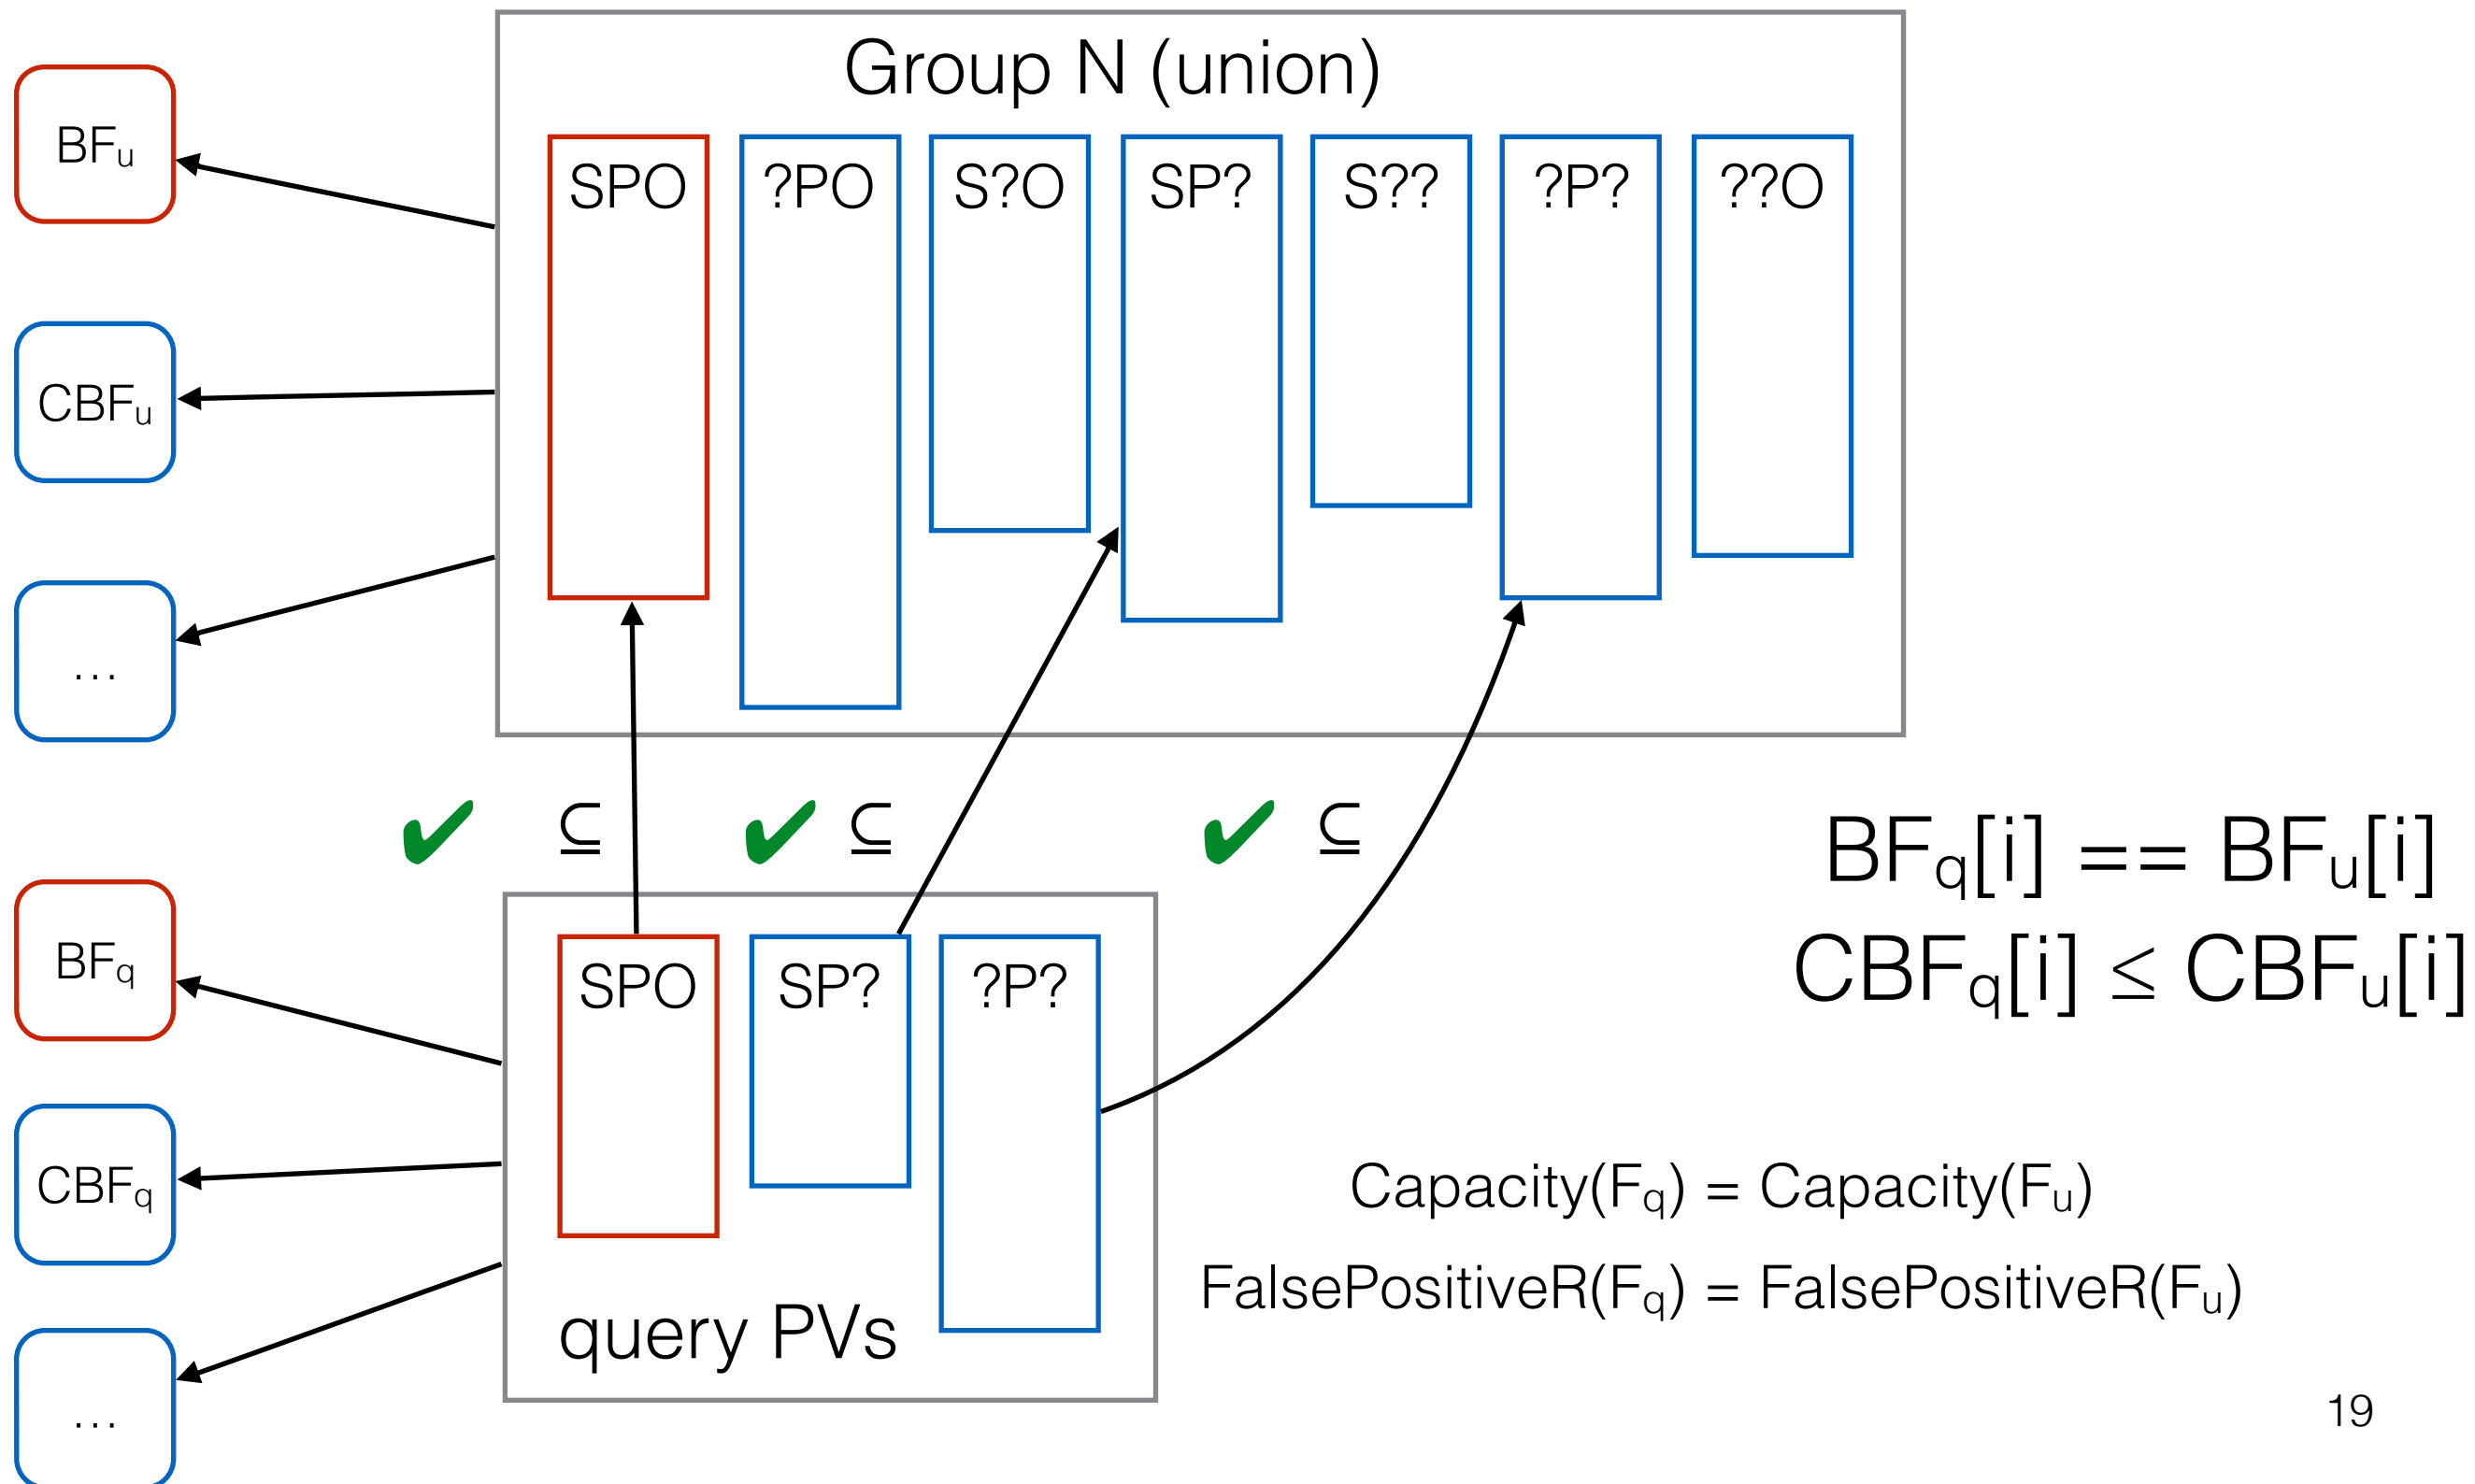 Group N (union)
SPO ?PO S?O SP? S?? ?P? ??O
BFu
CBFu
...
✔ ⊆ ✔ ⊆ ✔ ⊆
BFq[i] == BFu[i]
CBFq[i] ≤ CBFu[i]
BFq
CBFq
...
SPO SP? ?P?
query PVs
Capacity(Fq) = Capacity(Fu)
FalsePositiveR(Fq) = FalsePositiveR(Fu)
19